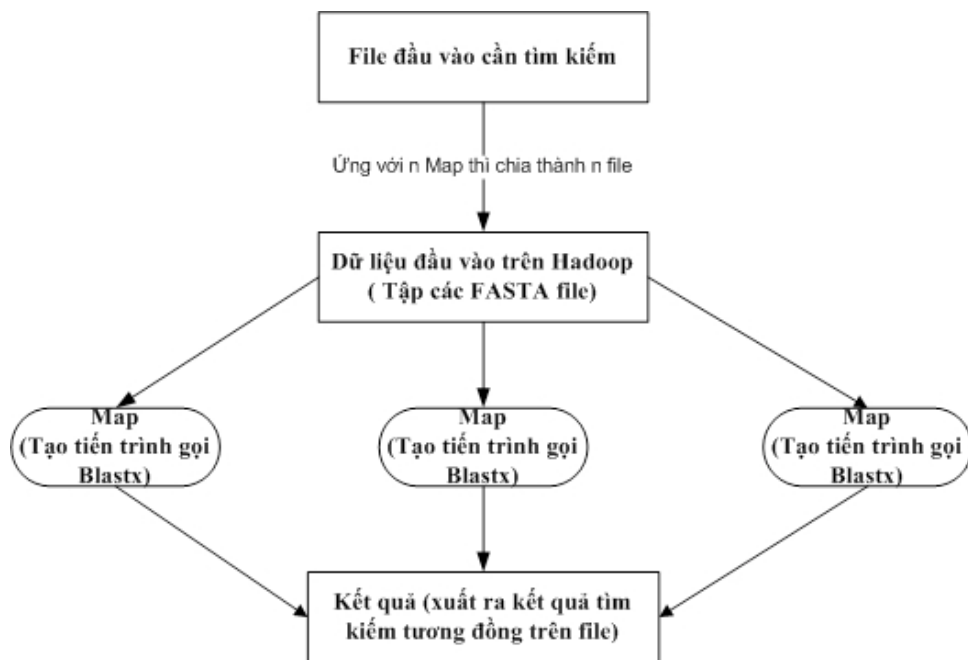 File đầu vào cần tìm kiếm
Ứng với n Map thì chia thành n file
Dữ liệu đầu vào trên Hadoop
( Tập các FASTA file)
Map
(Tạo tiến trình gọi
Blastx)
Map
(Tạo tiến trình gọi
Blastx)
Map
(Tạo tiến trình gọi
Blastx)
Kết quả (xuất ra kết quả tìm
kiếm tương đồng trên file)